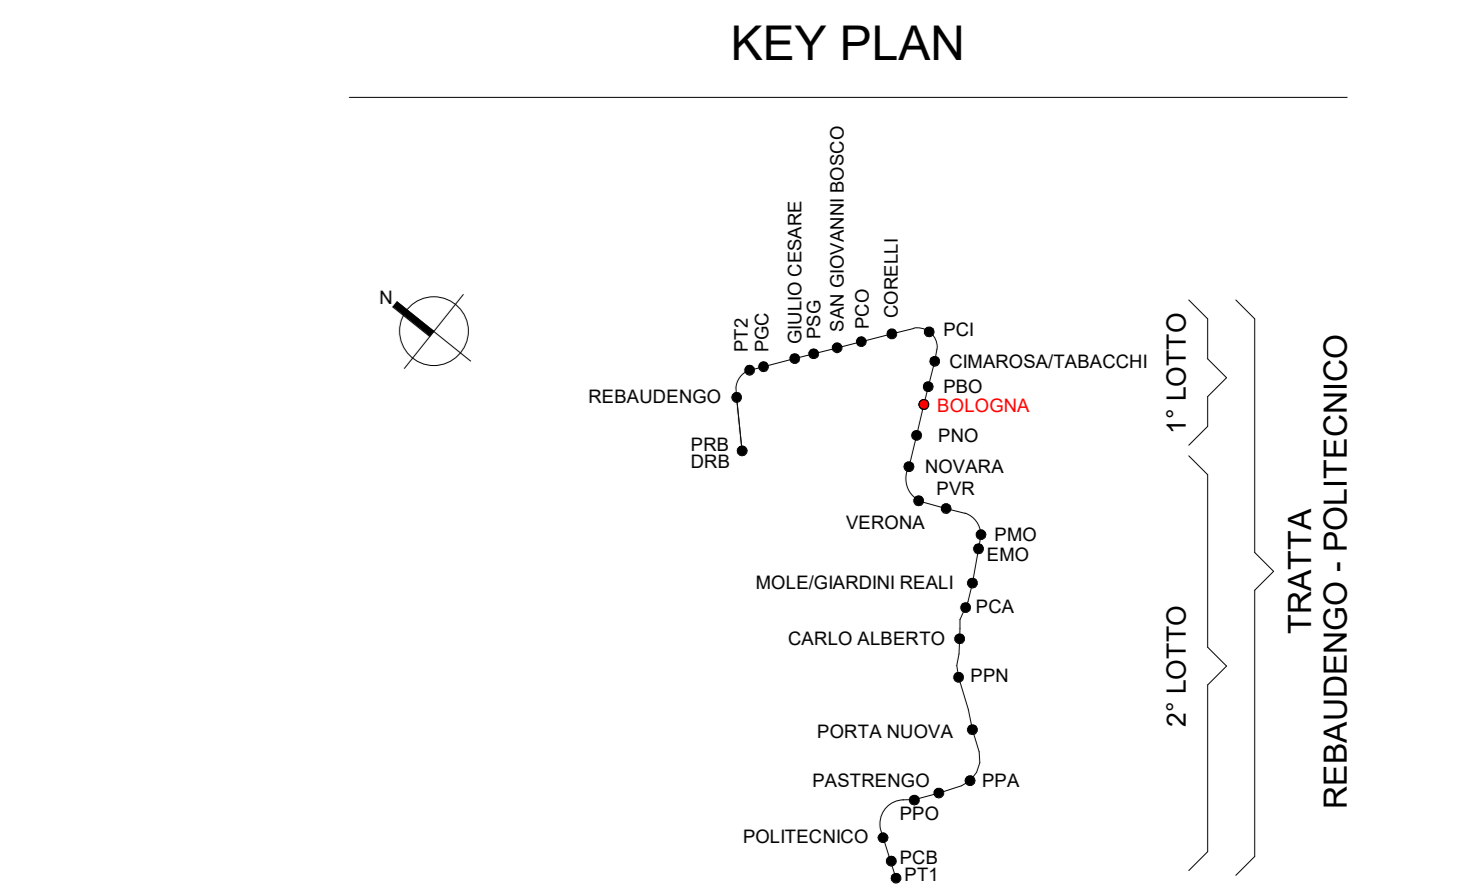 KEY PLAN
N
PT2
PGC
GIULIO CESARE
PSG
SAN GIOVANNI BOSCO
PCO
CORELLI
PCI
CIMAROSA/TABACCHI
PBO
BOLOGNA
REBAUDENGO
PRB
DRB
PNO
NOVARA
PVR
VERONA
PMO
EMO
MOLE/GIARDINI REALI
PCA
CARLO ALBERTO
PPN
PORTA NUOVA
PASTRENGO
PPA
PPO
POLITECNICO
PCB
PT1
1° LOTTO
2° LOTTO
TRATTA
REBAUDENGO - POLITECNICO